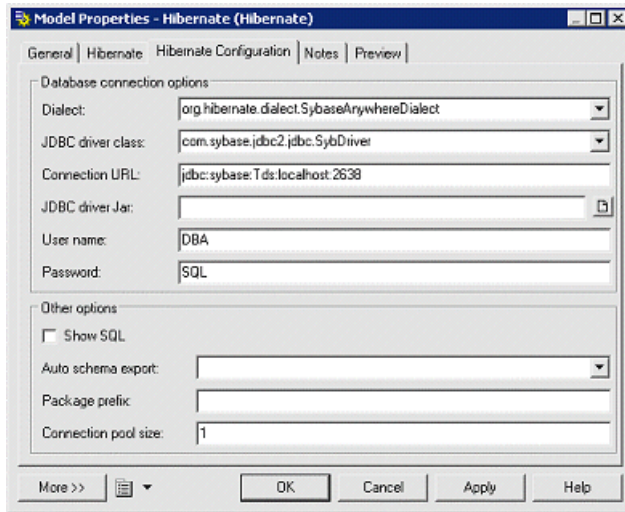 Model Properties - Hibernate (Hibernate)
General Hibernate Hibernate Configuration Notes Preview
Database connection options
Dialect: org.hibernate.dialect.SybaseAnywhereDialect
JDBC driver class: com.sybase.jdbc2.jdbc.SybDriver
Connection URL: jdbc:sybase:Tds:localhost:2638
JDBC driver Jar:
User name: DBA
Password: SQL
Other options
Show SQL
Auto schema export:
Package prefix:
Connection pool size: 1
More >> OK Cancel Apply Help